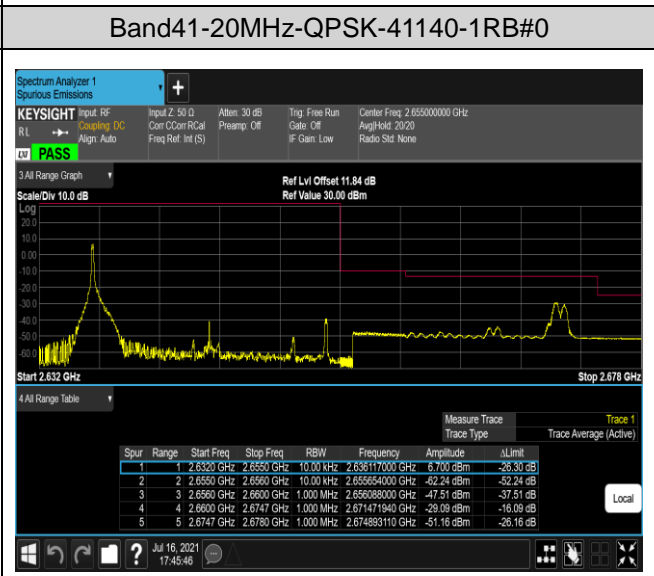 Band41-20MHz-QPSK-41140-1RB#0
Spectrum Analyzer 1
Spurious Emissions
+
KEYSIGHT Input: RF Input Z: 50 Ω Atten: 30 dB Trig: Free Run Center Freq: 2.655000000 GHz
RL Coupling: DC Corr CCorr RCal Preamp: Off Gate: Off Avg|Hold: 20/20
Align: Auto Freq Ref: Int (S) IF Gain: Low Radio Std: None
LXI PASS
3 All Range Graph
Ref Lvl Offset 11.84 dB
Scale/Div 10.0 dB Ref Value 30.00 dBm
Log
20.0
10.0
0.00
-10.0
-20.0
-30.0
-40.0
-50.0
-60.0
Start 2.632 GHz Stop 2.678 GHz
4 All Range Table
Measure Trace Trace 1
Trace Type Trace Average (Active)
Spur Range Start Freq Stop Freq RBW Frequency Amplitude ΔLimit
1 1 2.6320 GHz 2.6550 GHz 10.00 kHz 2.636117000 GHz 6.700 dBm -26.30 dB
2 2 2.6550 GHz 2.6560 GHz 10.00 kHz 2.655654000 GHz -62.24 dBm -52.24 dB
3 3 2.6560 GHz 2.6600 GHz 1.000 MHz 2.656088000 GHz -47.51 dBm -37.51 dB
4 4 2.6600 GHz 2.6747 GHz 1.000 MHz 2.671471940 GHz -29.09 dBm -16.09 dB
5 5 2.6747 GHz 2.6780 GHz 1.000 MHz 2.674893110 GHz -51.16 dBm -26.16 dB
Local
? Jul 16, 2021
17:45:46